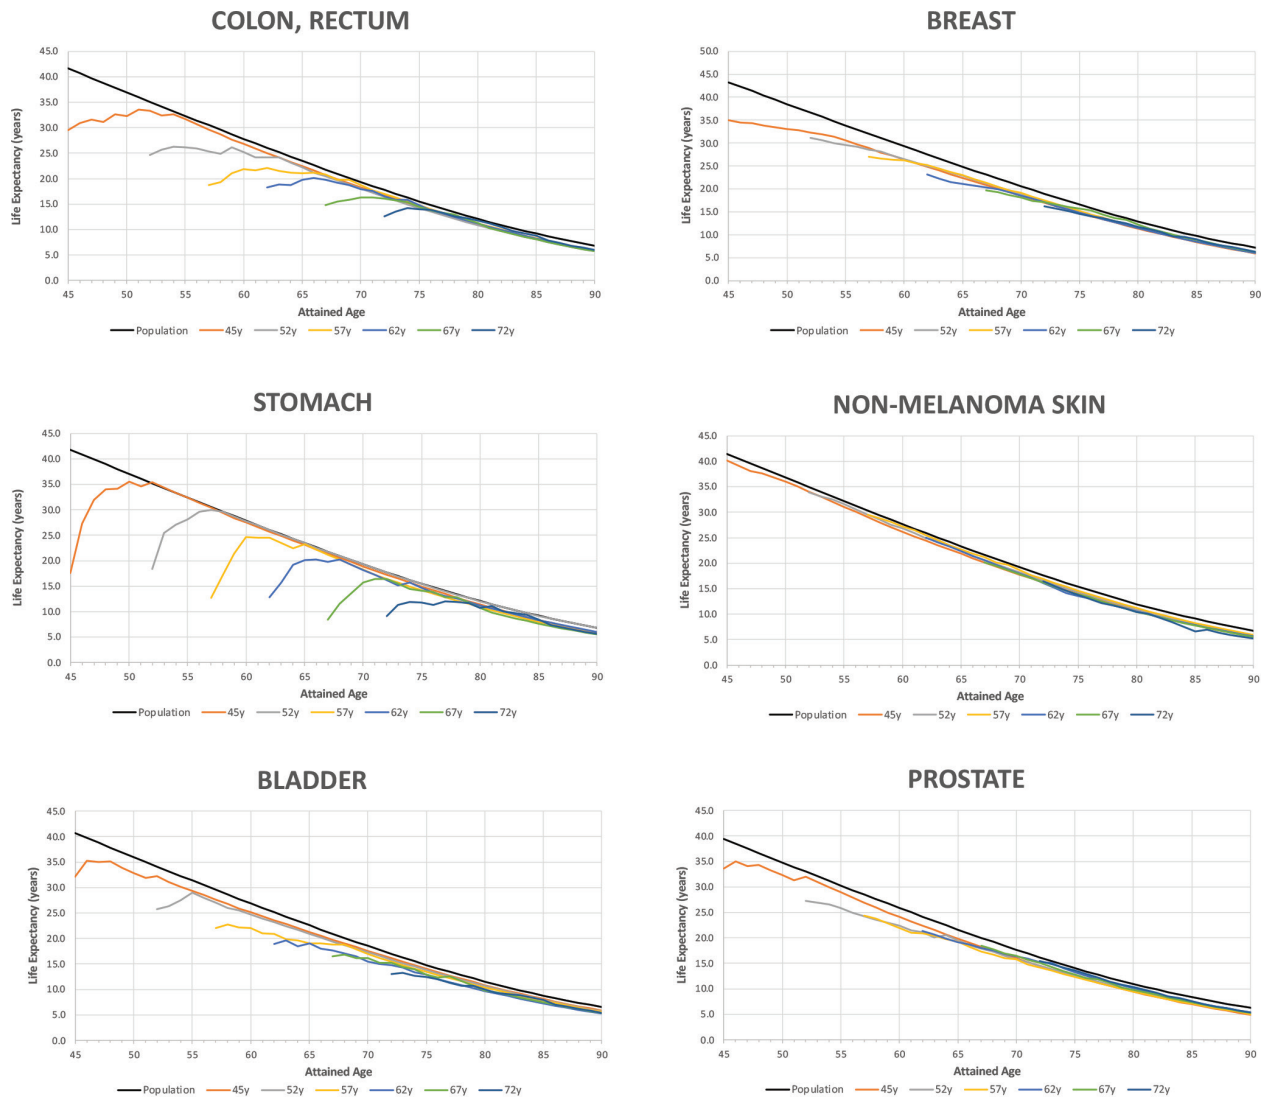 COLON, RECTUM
Life Expectancy (years)
45.0
40.0
35.0
30.0
25.0
20.0
15.0
10.0
5.0
0.0
45 50 55 60 65 70 75 80 85 90
Attained Age
Population 45y 52y 57y 62y 67y 72y
BREAST
Life Expectancy (years)
50.0
45.0
40.0
35.0
30.0
25.0
20.0
15.0
10.0
5.0
0.0
45 50 55 60 65 70 75 80 85 90
Attained Age
Population 45y 52y 57y 62y 67y 72y
STOMACH
Life Expectancy (years)
45.0
40.0
35.0
30.0
25.0
20.0
15.0
10.0
5.0
0.0
45 50 55 60 65 70 75 80 85 90
Attained Age
Population 45y 52y 57y 62y 67y 72y
NON-MELANOMA SKIN
Life Expectancy (years)
45.0
40.0
35.0
30.0
25.0
20.0
15.0
10.0
5.0
0.0
45 50 55 60 65 70 75 80 85 90
Attained Age
Population 45y 52y 57y 62y 67y 72y
BLADDER
Life Expectancy (years)
45.0
40.0
35.0
30.0
25.0
20.0
15.0
10.0
5.0
0.0
45 50 55 60 65 70 75 80 85 90
Attained Age
Population 45y 52y 57y 62y 67y 72y
PROSTATE
Life Expectancy (years)
45.0
40.0
35.0
30.0
25.0
20.0
15.0
10.0
5.0
0.0
45 50 55 60 65 70 75 80 85 90
Attained Age
Population 45y 52y 57y 62y 67y 72y